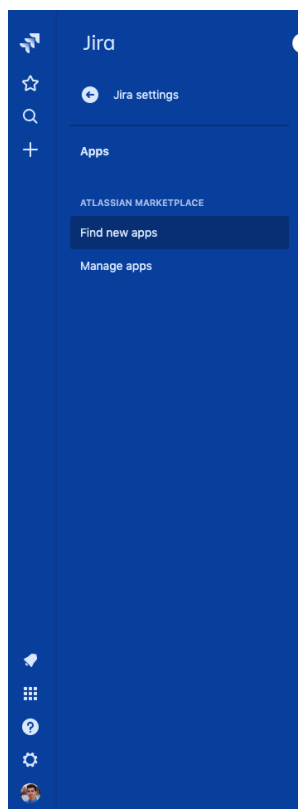 Jira
Jira settings
Apps
ATLASSIAN MARKETPLACE
Find new apps
Manage apps